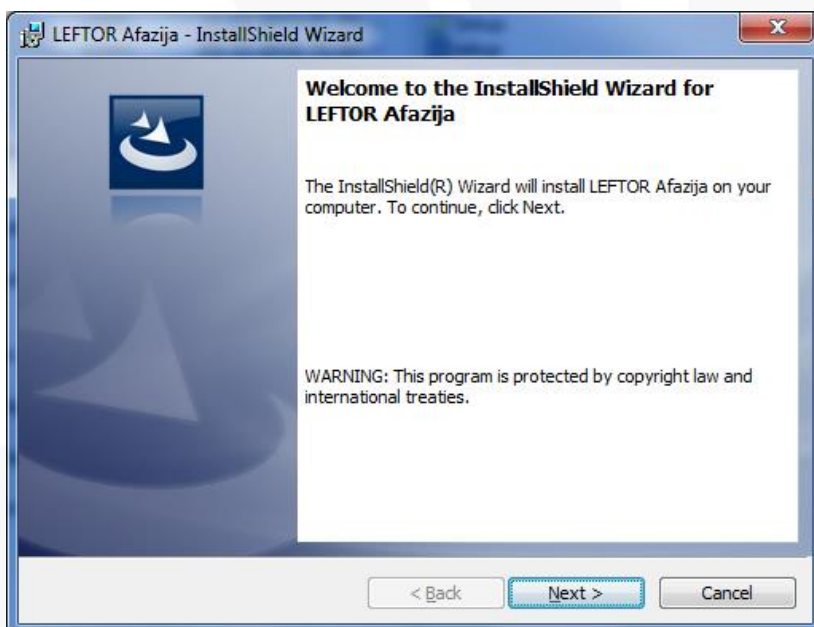 LEFTOR Afazija - InstallShield Wizard
Welcome to the InstallShield Wizard for
LEFTOR Afazija
The InstallShield(R) Wizard will install LEFTOR Afazija on your
computer. To continue, click Next.
WARNING: This program is protected by copyright law and
international treaties.
< Back Next > Cancel